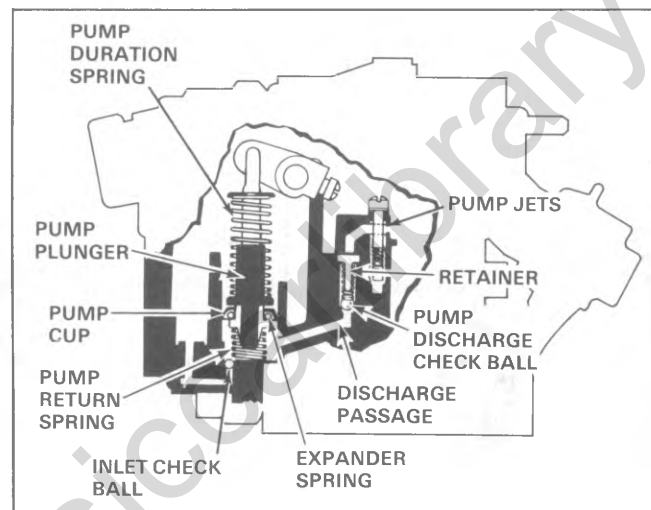 PUMP
DURATION
SPRING
PUMP
PLUNGER
PUMP
CUP
PUMP
RETURN
SPRING
INLET CHECK
BALL
EXPANDER
SPRING
PUMP JETS
RETAINER
PUMP
DISCHARGE
CHECK BALL
DISCHARGE
PASSAGE
siccarlibrary